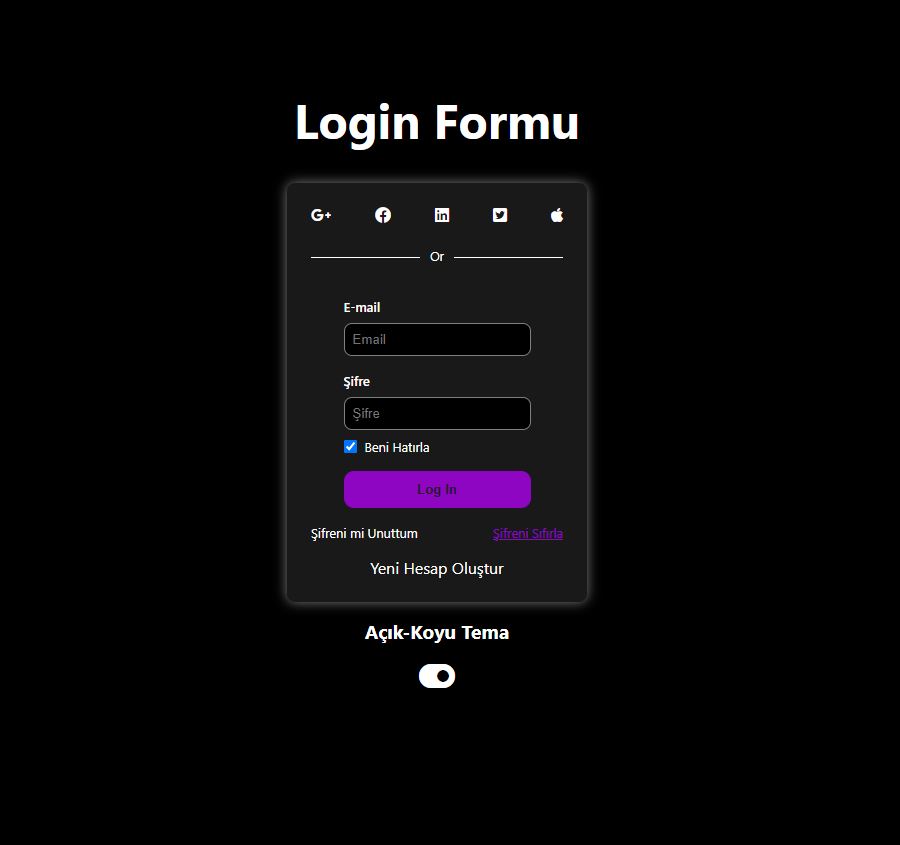 Login Formu
G+
Or
E-mail
Email
Şifre
Şifre
Beni Hatırla
Log In
Şifreni mi Unuttum Şifreni Sıfırla
Yeni Hesap Oluştur
Açık-Koyu Tema